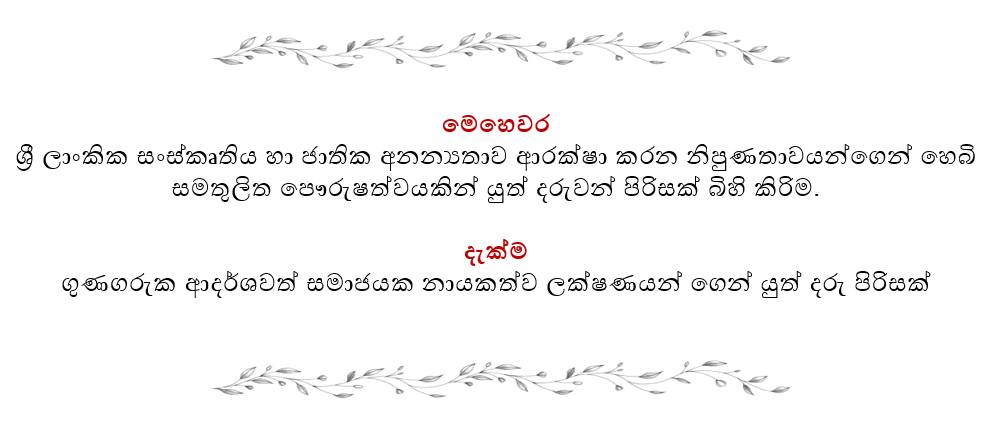 මෙහෙවර
ශ්‍රී ලාංකික සංස්කෘතිය හා ජාතික අනන්‍යතාව ආරක්ෂා කරන නිපුණතාවයන්ගෙන් හෙබි
සමතුලිත පෞරුෂත්වයකින් යුත් දරුවන් පිරිසක් බිහි කිරිම.
දැක්ම
ගුණගරුක ආදර්ශවත් සමාජයක නායකත්ව ලක්ෂණයන් ගෙන් යුත් දරු පිරිසක්